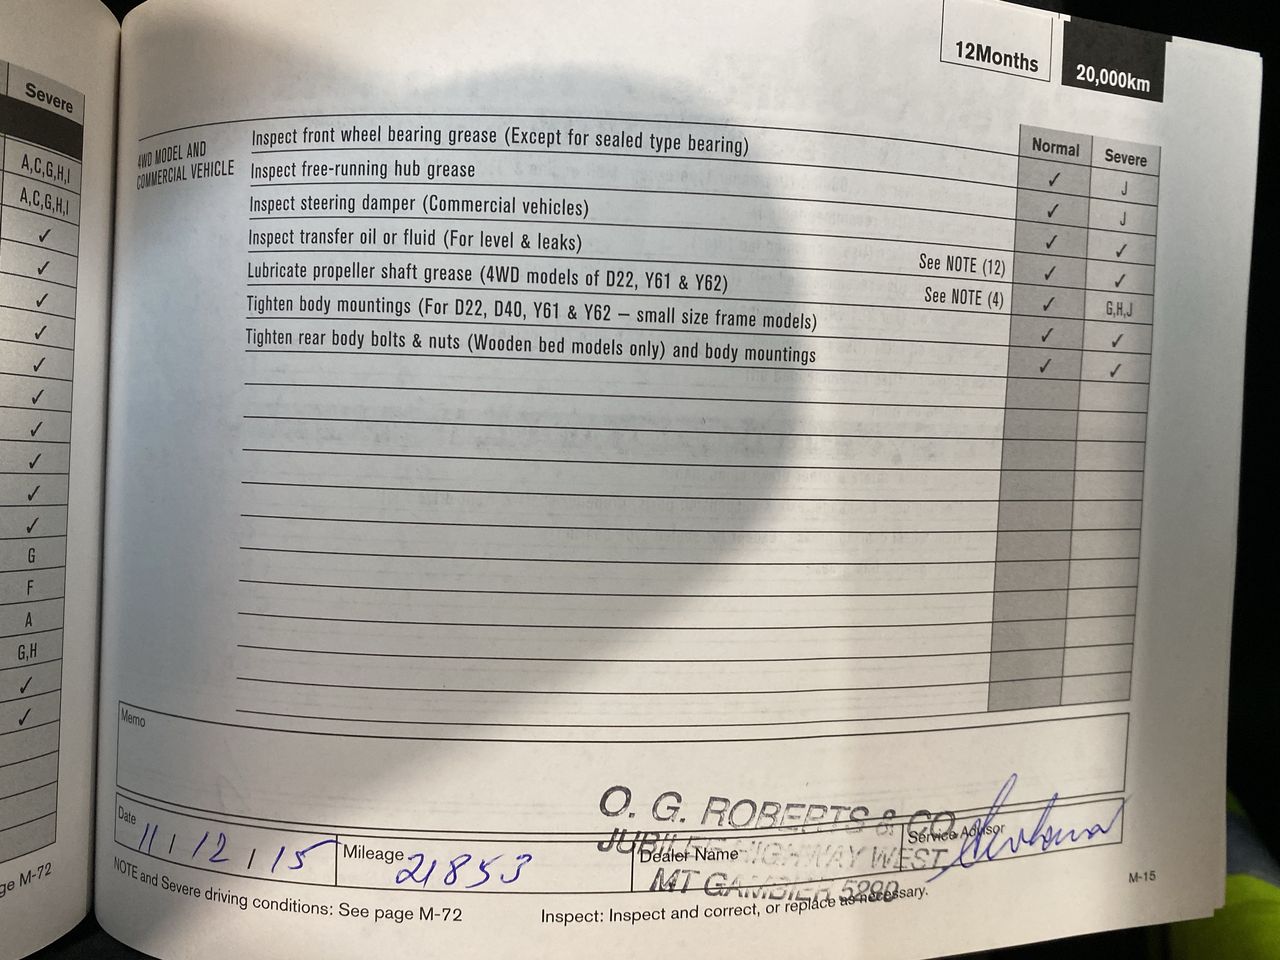 Severe
A,C,G,H,I
A,C,G,H,I
✓
✓
✓
✓
✓
✓
✓
✓
✓
✓
G
F
A
G,H
✓
✓
ge M-72
12Months
20,000km
Normal Severe
4WD MODEL AND
COMMERCIAL VEHICLE
Inspect front wheel bearing grease (Except for sealed type bearing) ✓ J
Inspect free-running hub grease ✓ J
Inspect steering damper (Commercial vehicles) ✓ ✓
Inspect transfer oil or fluid (For level & leaks) See NOTE (12) ✓ ✓
Lubricate propeller shaft grease (4WD models of D22, Y61 & Y62) See NOTE (4) ✓ G,H,J
Tighten body mountings (For D22, D40, Y61 & Y62 – small size frame models) ✓ ✓
Tighten rear body bolts & nuts (Wooden bed models only) and body mountings ✓ ✓
Memo
O. G. ROBERTS & CO.
JUBILEE HIGHWAY WEST
MT GAMBIER 5290
Date 11/12/15
Mileage 21853
Dealer Name
Service Advisor
NOTE and Severe driving conditions: See page M-72
Inspect: Inspect and correct, or replace as necessary.
M-15